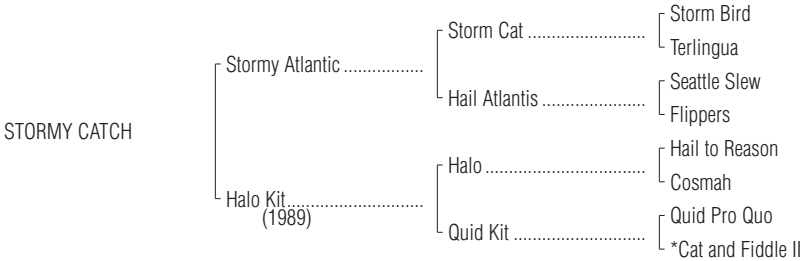 Storm Bird
Storm Cat ..........................
Terlingua
Stormy Atlantic .................
Seattle Slew
Hail Atlantis ......................
Flippers
STORMY CATCH
Hail to Reason
Halo ..................................
Cosmah
Halo Kit.............................
(1989)
Quid Pro Quo
Quid Kit ............................
*Cat and Fiddle II